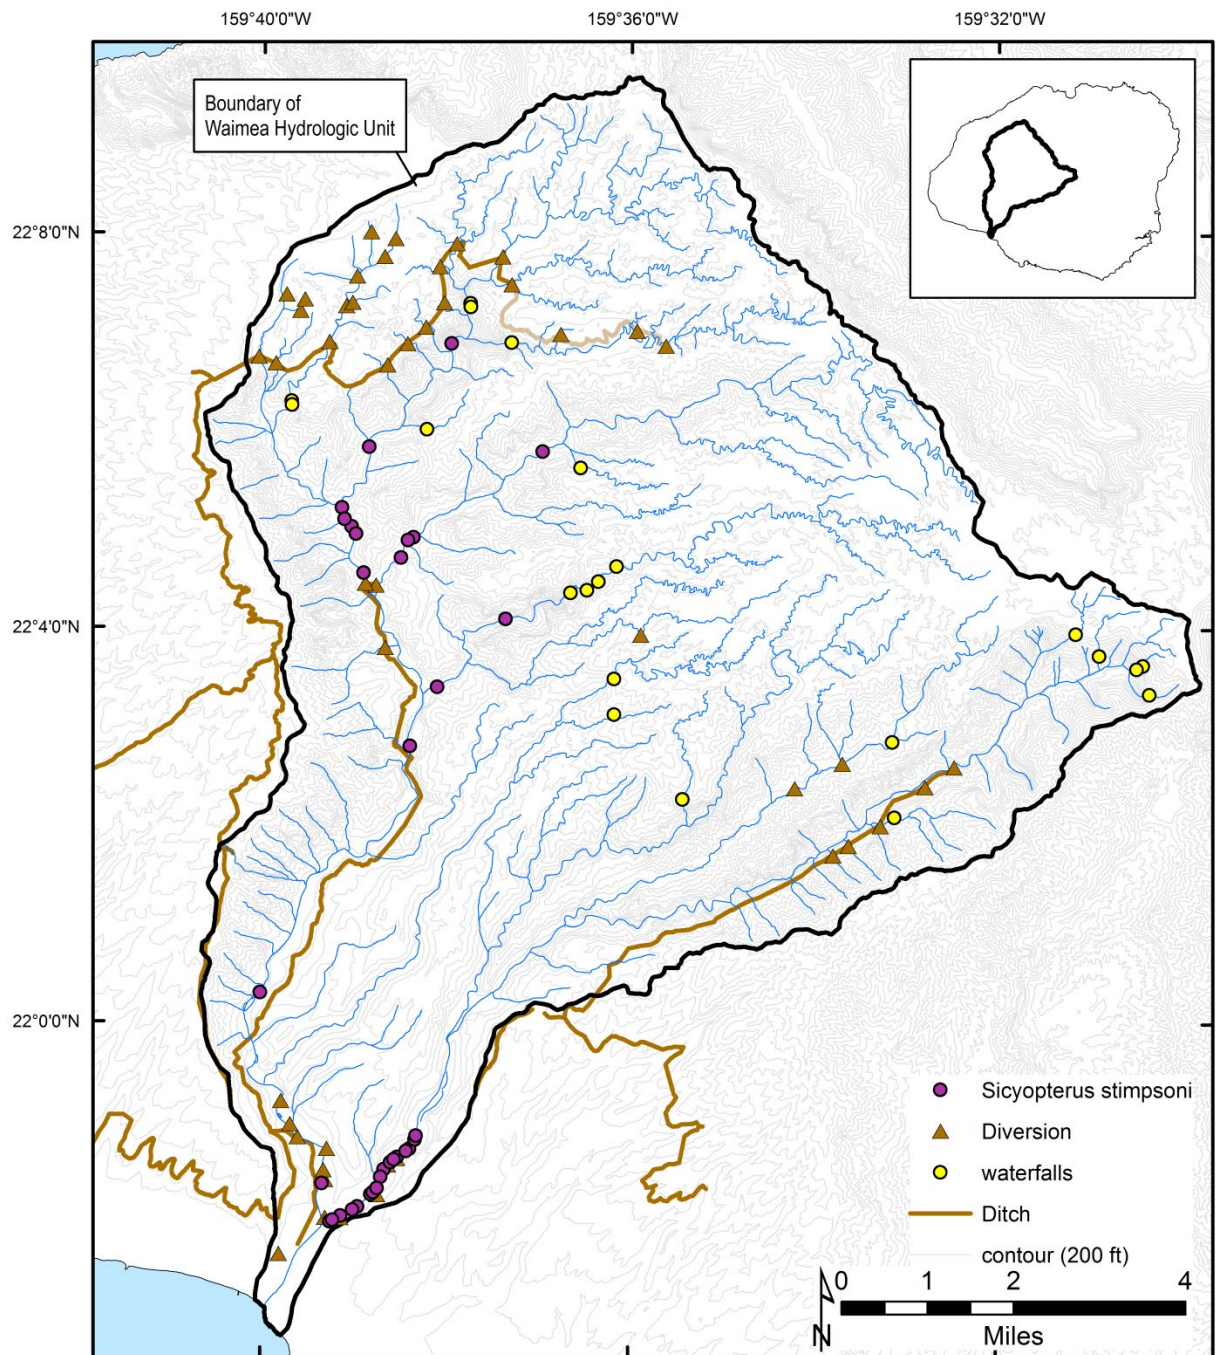 159°40'0"W
159°36'0"W
159°32'0"W
Boundary of
Waimea Hydrologic Unit
22°8'0"N
22°4'0"N
22°0'0"N
Sicyopterus stimpsoni
Diversion
waterfalls
Ditch
contour (200 ft)
0 1 2 4
N
Miles